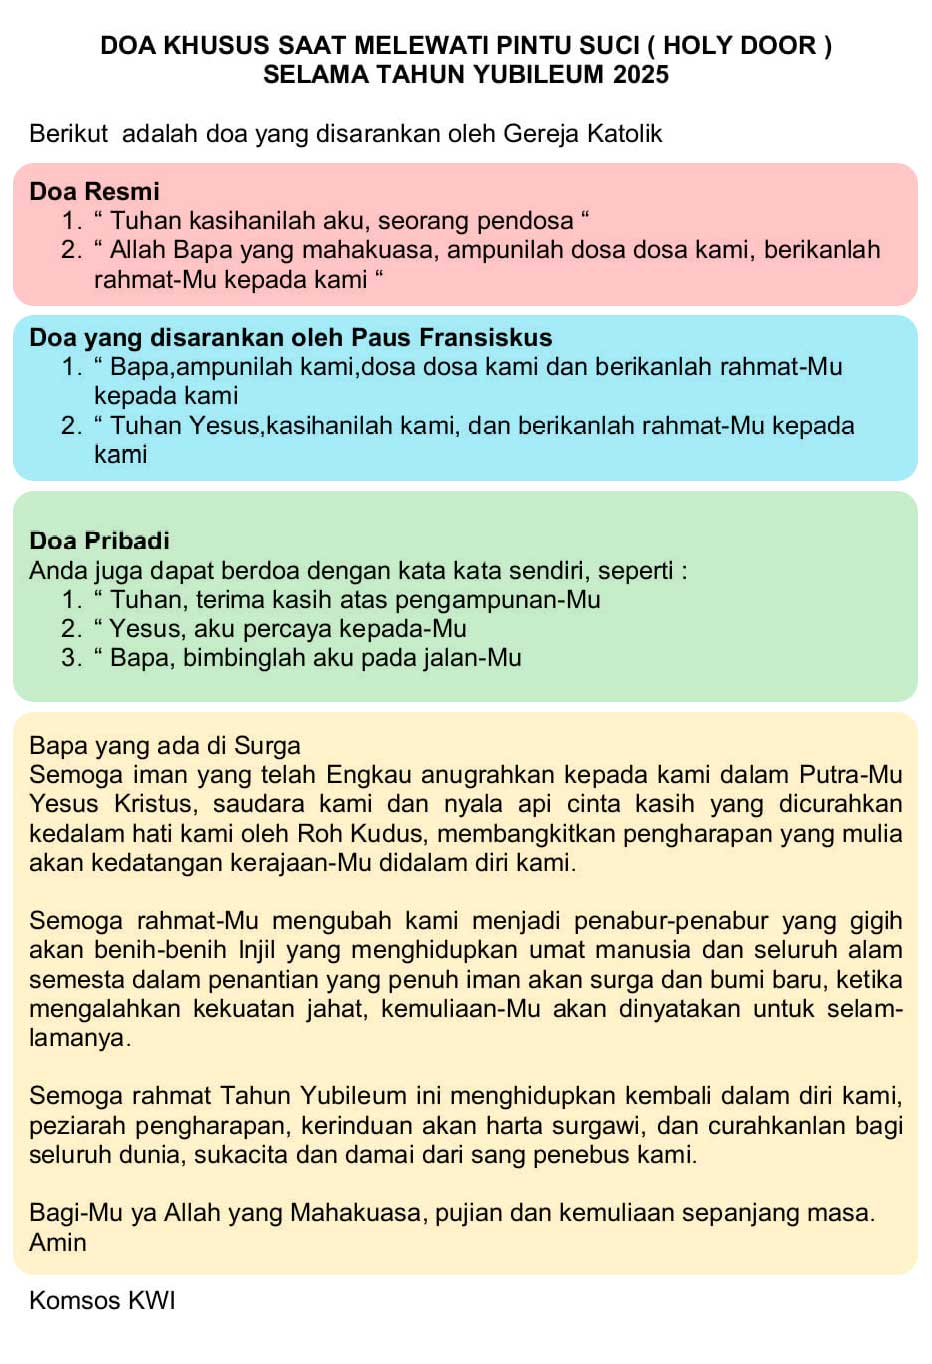 DOA KHUSUS SAAT MELEWATI PINTU SUCI ( HOLY DOOR )
SELAMA TAHUN YUBILEUM 2025
Berikut  adalah doa yang disarankan oleh Gereja Katolik
Doa Resmi
1. “ Tuhan kasihanilah aku, seorang pendosa “
2. “ Allah Bapa yang mahakuasa, ampunilah dosa dosa kami, berikanlah
rahmat-Mu kepada kami “
Doa yang disarankan oleh Paus Fransiskus
1. “ Bapa,ampunilah kami,dosa dosa kami dan berikanlah rahmat-Mu
kepada kami
2. “ Tuhan Yesus,kasihanilah kami, dan berikanlah rahmat-Mu kepada
kami
Doa Pribadi
Anda juga dapat berdoa dengan kata kata sendiri, seperti :
1. “ Tuhan, terima kasih atas pengampunan-Mu
2. “ Yesus, aku percaya kepada-Mu
3. “ Bapa, bimbinglah aku pada jalan-Mu
Bapa yang ada di Surga
Semoga iman yang telah Engkau anugrahkan kepada kami dalam Putra-Mu
Yesus Kristus, saudara kami dan nyala api cinta kasih yang dicurahkan
kedalam hati kami oleh Roh Kudus, membangkitkan pengharapan yang mulia
akan kedatangan kerajaan-Mu didalam diri kami.
Semoga rahmat-Mu mengubah kami menjadi penabur-penabur yang gigih
akan benih-benih Injil yang menghidupkan umat manusia dan seluruh alam
semesta dalam penantian yang penuh iman akan surga dan bumi baru, ketika
mengalahkan kekuatan jahat, kemuliaan-Mu akan dinyatakan untuk selam-
lamanya.
Semoga rahmat Tahun Yubileum ini menghidupkan kembali dalam diri kami,
peziarah pengharapan, kerinduan akan harta surgawi, dan curahkanlan bagi
seluruh dunia, sukacita dan damai dari sang penebus kami.
Bagi-Mu ya Allah yang Mahakuasa, pujian dan kemuliaan sepanjang masa.
Amin
Komsos KWI